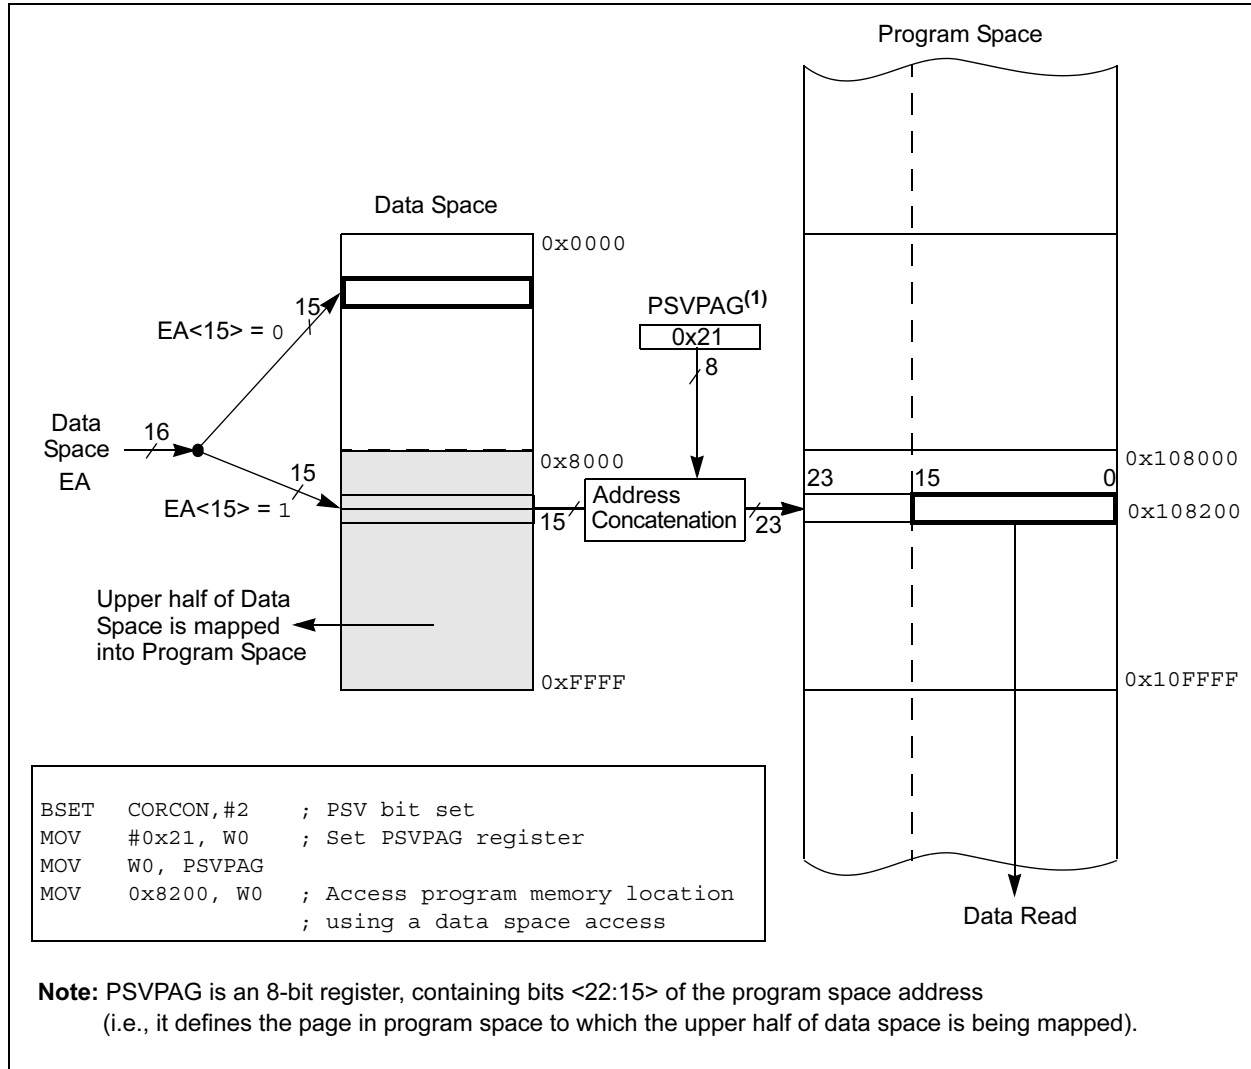 Program Space
Data Space
0x0000
15
EA<15> = 0
PSVPAG(1)
0x21
8
Data
Space
EA
16
15
EA<15> = 1
0x8000
15
Address
Concatenation
23
23 15 0
0x108000
0x108200
Upper half of Data
Space is mapped
into Program Space
0xFFFF
0x10FFFF
BSET CORCON,#2 ; PSV bit set
MOV #0x21, W0 ; Set PSVPAG register
MOV W0, PSVPAG
MOV 0x8200, W0 ; Access program memory location
; using a data space access
Data Read
Note: PSVPAG is an 8-bit register, containing bits <22:15> of the program space address
(i.e., it defines the page in program space to which the upper half of data space is being mapped).